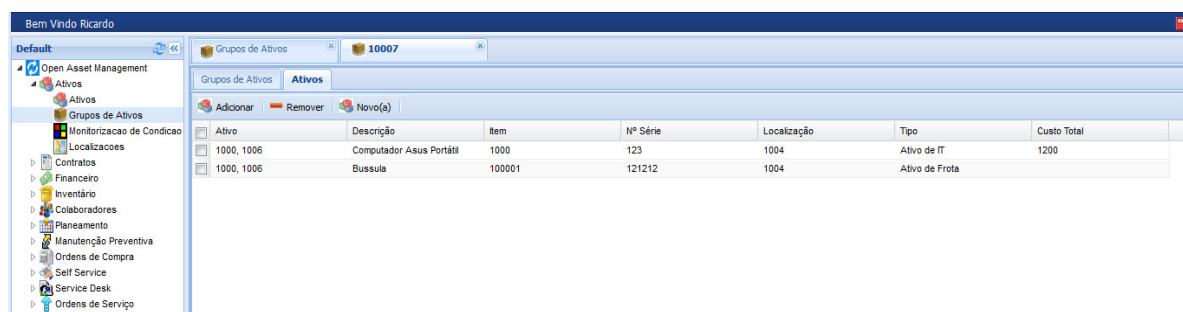 Bem Vindo Ricardo
Default
Grupos de Ativos
10007
Open Asset Management
Ativos
Ativos
Grupos de Ativos
Monitorizacao de Condicao
Localizacoes
Contratos
Financeiro
Inventário
Colaboradores
Planeamento
Manutenção Preventiva
Ordens de Compra
Self Service
Service Desk
Ordens de Serviço
Grupos de Ativos Ativos
Adicionar Remover Novo(a)
Ativo Descrição Item Nº Série Localização Tipo Custo Total
1000, 1006 Computador Asus Portátil 1000 123 1004 Ativo de IT 1200
1000, 1006 Bussula 100001 121212 1004 Ativo de Frota